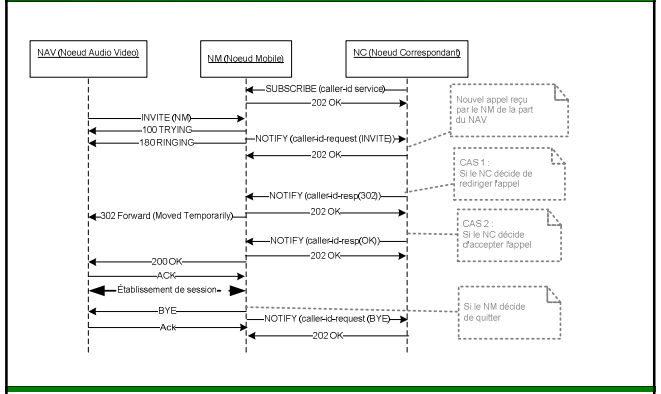 NAV (Noeud Audio Video)
NM (Noeud Mobile)
NC (Noeud Correspondant)
SUBSCRIBE (caller-id service)
202 OK
Nouvel appel reçu
par le NM de la part
du NAV
INVITE (NM)
100 TRYING
180 RINGING
NOTIFY (caller-id-request (INVITE))
202 OK
CAS 1 :
Si le NC décide de
rediriger l'appel
NOTIFY (caller-id-resp(302))
202 OK
302 Forward (Moved Temporarily)
CAS 2 :
Si le NC décide
d'accepter l'appel
NOTIFY (caller-id-resp(OK))
202 OK
200 OK
ACK
Établissement de session
BYE
Si le NM décide
de quitter
NOTIFY (caller-id-request (BYE)
Ack
202 OK